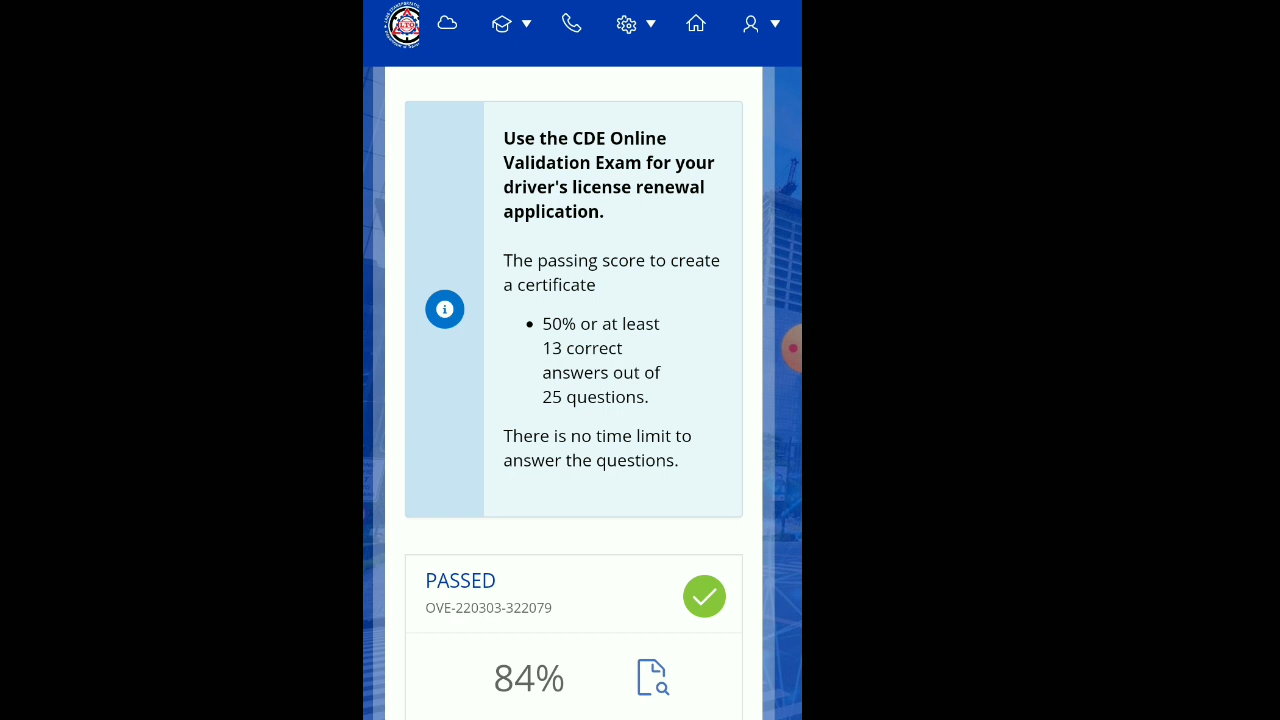 LTO
Use the CDE Online
Validation Exam for your
driver's license renewal
application.
The passing score to create
a certificate
• 50% or at least
13 correct
answers out of
25 questions.
There is no time limit to
answer the questions.
PASSED
OVE-220303-322079
84%